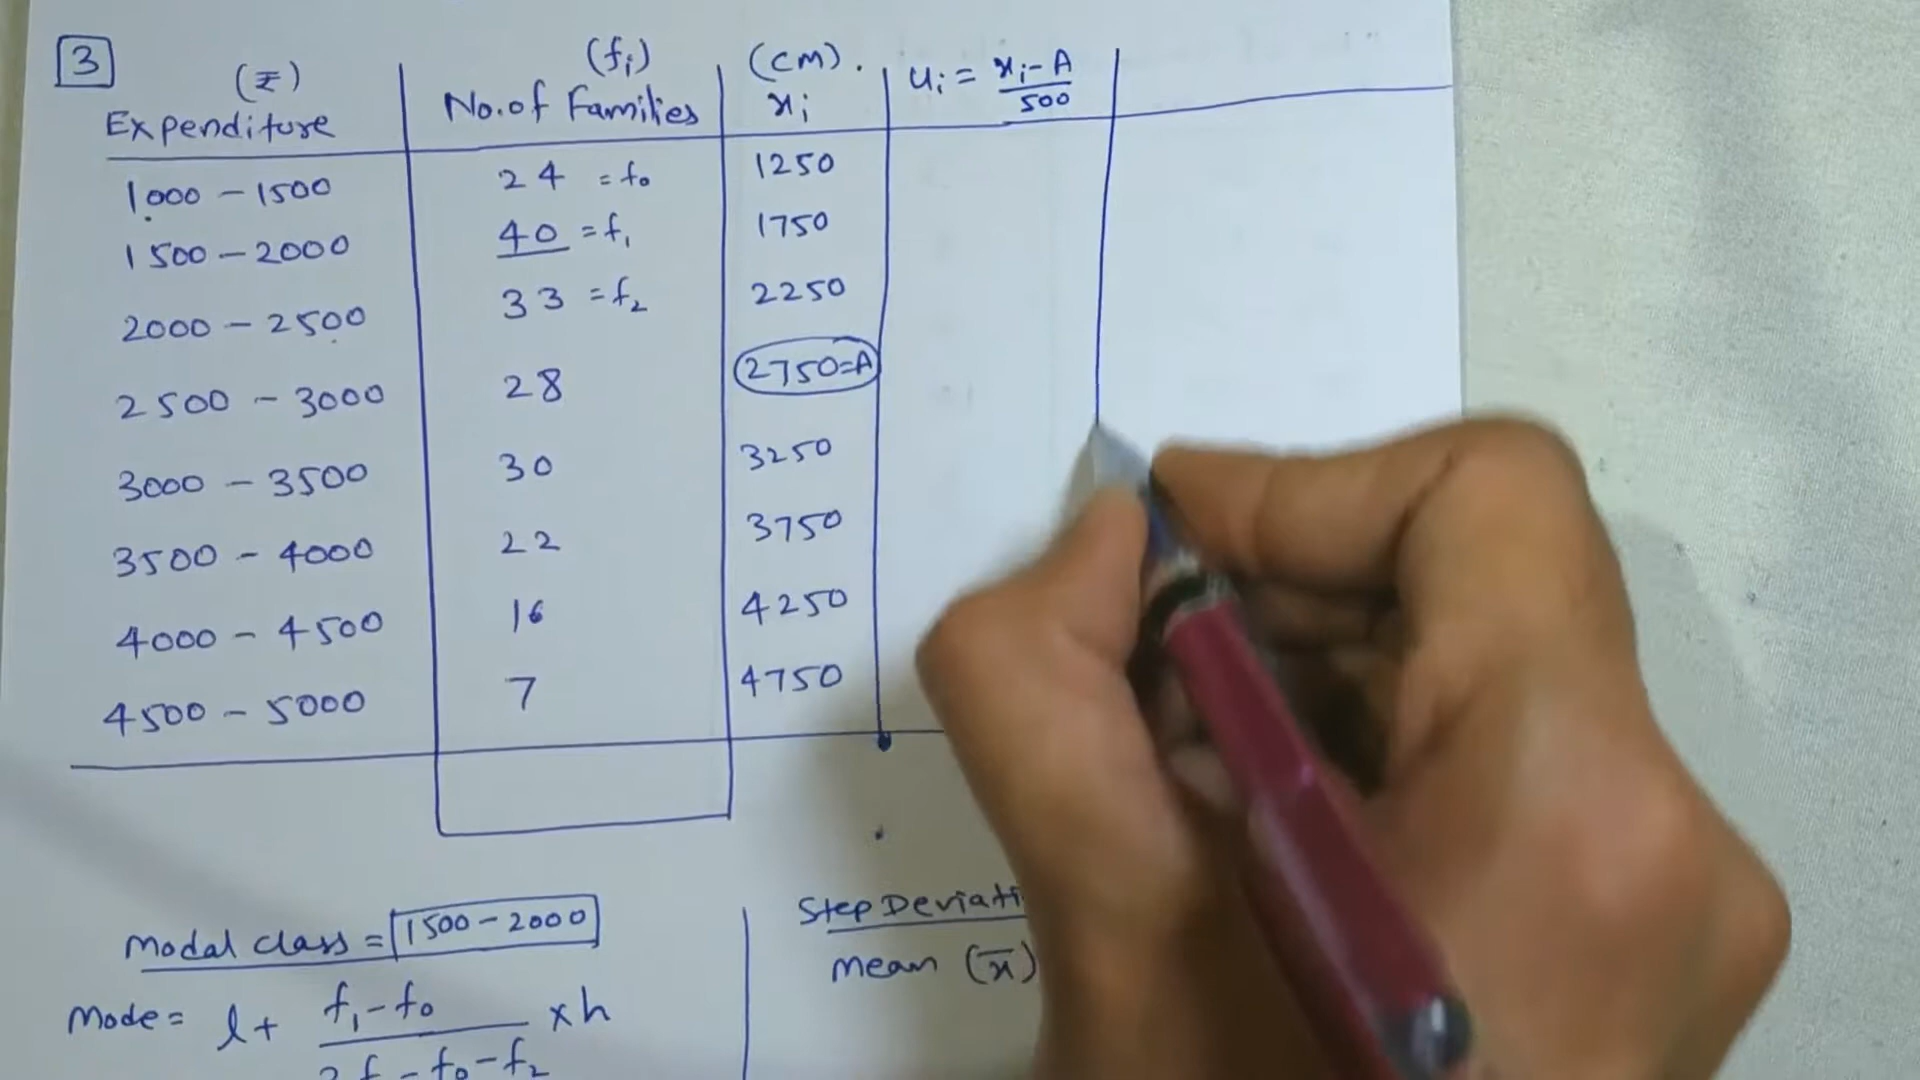 3
(₹) (fᵢ) (cm).
Expenditure No. of Families xᵢ uᵢ = xᵢ - A / 500
1000 - 1500 24 = f₀ 1250
1500 - 2000 40 = f₁ 1750
2000 - 2500 33 = f₂ 2250
2500 - 3000 28 2750=A
3000 - 3500 30 3250
3500 - 4000 22 3750
4000 - 4500 16 4250
4500 - 5000 7 4750
Modal class = 1500 - 2000
Mode = l + f₁ - f₀ / 2f - f₀ - f₂ x h
Step Deviati
mean (x̄)